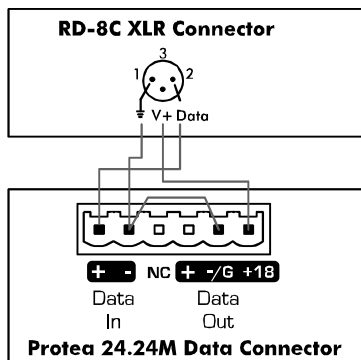 RD-8C XLR Connector
3
1 2
V+ Data
+ - NC + -/G +18
Data Data
In Out
Protea 24.24M Data Connector